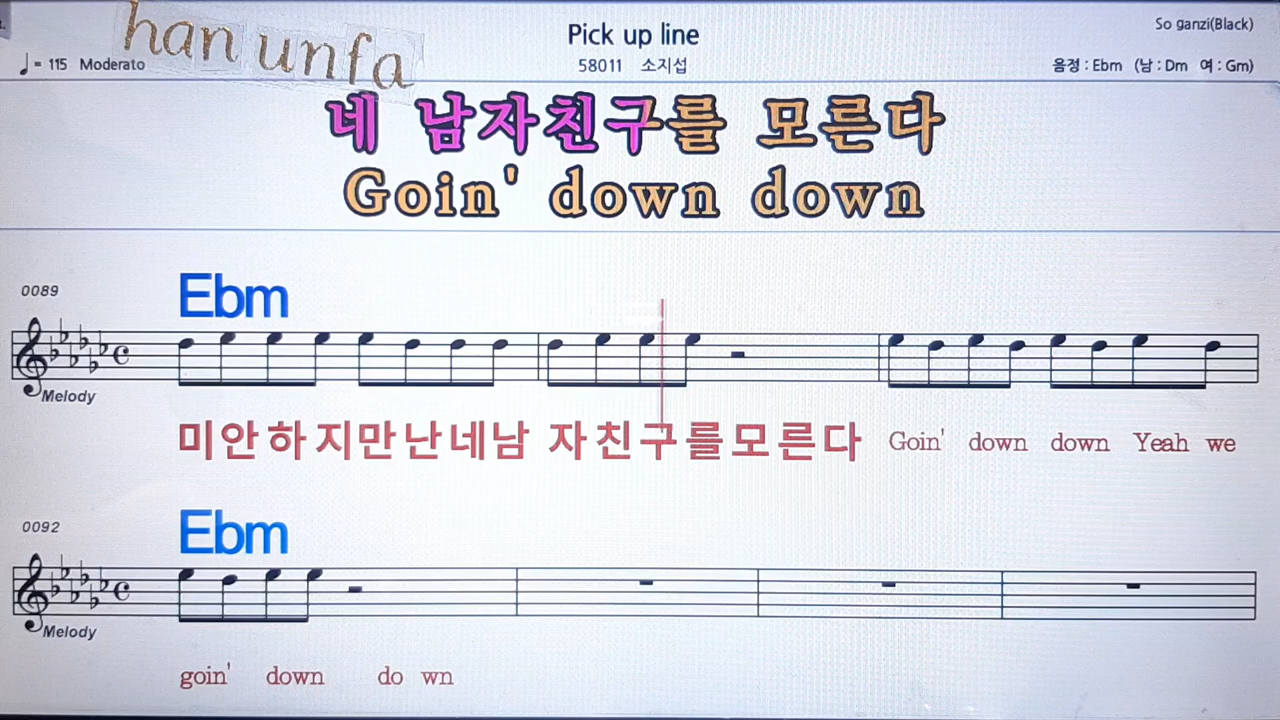 han unfa
Pick up line
So ganzi(Black)
♩ = 115 Moderato
58011 소지섭
음정 : Ebm (남 : Dm 여 : Gm)
네 남자친구를 모른다
Goin' down down
0089
Ebm
Melody
미안하지만난네남 자친구를모른다 Goin' down down Yeah we
0092
Ebm
Melody
goin' down do wn